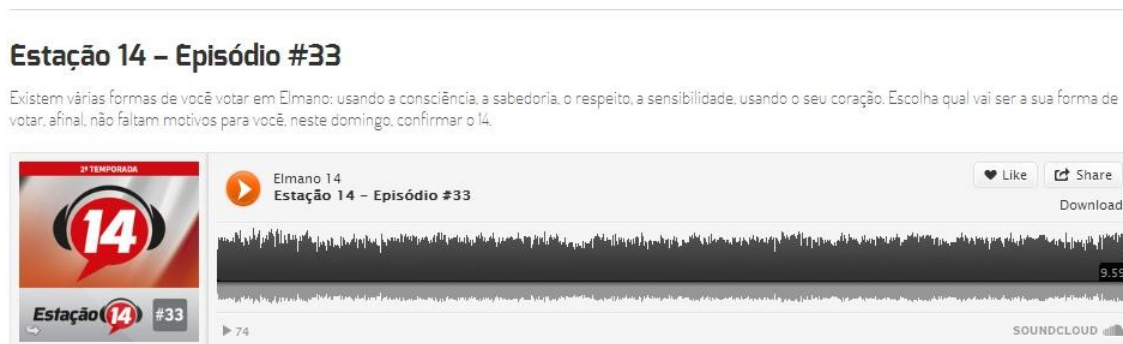 Estação 14 – Episódio #33
Existem várias formas de você votar em Elmano: usando a consciência, a sabedoria, o respeito, a sensibilidade, usando o seu coração. Escolha qual vai ser a sua forma de
votar, afinal, não faltam motivos para você, neste domingo, confirmar o 14.
2ª TEMPORADA
14
Estação 14 #33
Elmano 14
Estação 14 – Episódio #33
Like
Share
Download
9.59
74
SOUNDCLOUD